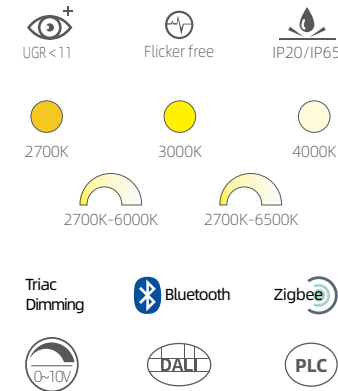 UGR<11
Flicker free
IP20/IP65
2700K
3000K
4000K
2700K-6000K
2700K-6500K
Triac
Dimming
Bluetooth
Zigbee
0~10V
DALI
PLC